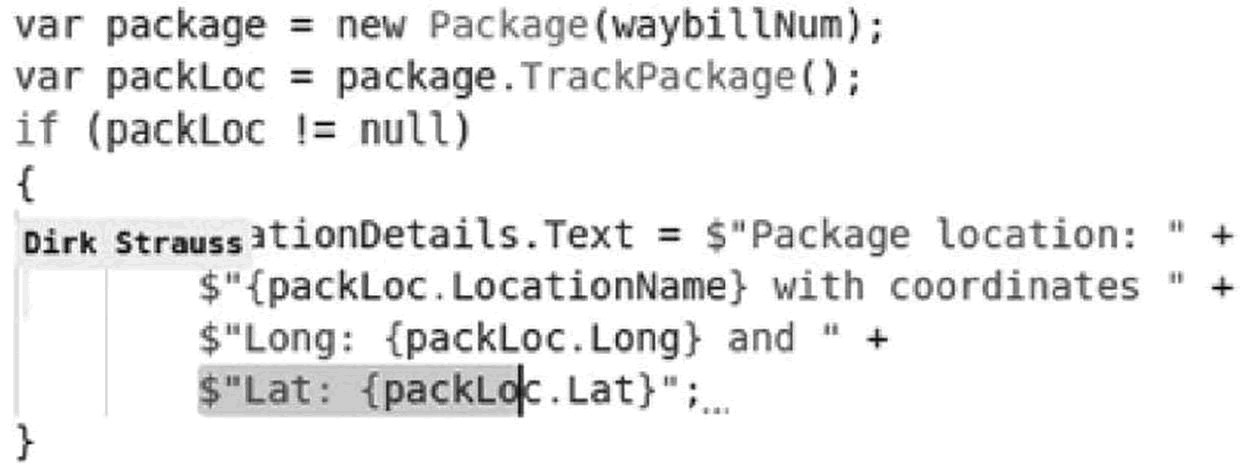 var package = new Package(waybillNum);
var packLoc = package.TrackPackage();
if (packLoc != null)
{
Dirk Strauss ationDetails.Text = $"Package location: " +
$"{packLoc.LocationName} with coordinates " +
$"Long: {packLoc.Long} and " +
$"Lat: {packLoc.Lat}";
}